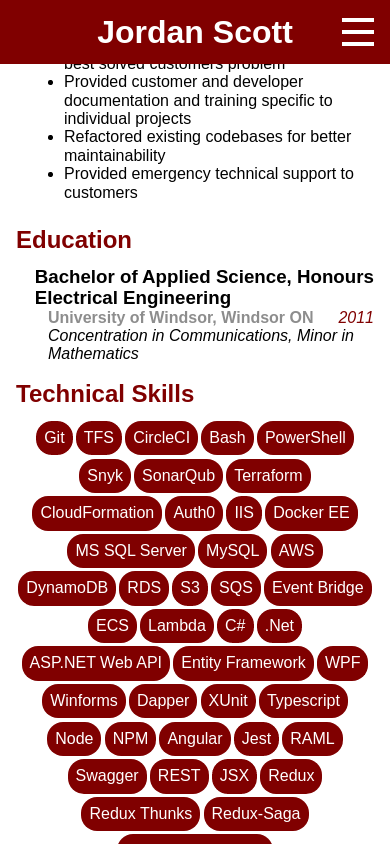 Jordan Scott
best solved customers problem
Provided customer and developer
documentation and training specific to
individual projects
Refactored existing codebases for better
maintainability
Provided emergency technical support to
customers
Education
Bachelor of Applied Science, Honours
Electrical Engineering
University of Windsor, Windsor ON 2011
Concentration in Communications, Minor in
Mathematics
Technical Skills
Git TFS CircleCI Bash PowerShell
Snyk SonarQub Terraform
CloudFormation Auth0 IIS Docker EE
MS SQL Server MySQL AWS
DynamoDB RDS S3 SQS Event Bridge
ECS Lambda C# .Net
ASP.NET Web API Entity Framework WPF
Winforms Dapper XUnit Typescript
Node NPM Angular Jest RAML
Swagger REST JSX Redux
Redux Thunks Redux-Saga